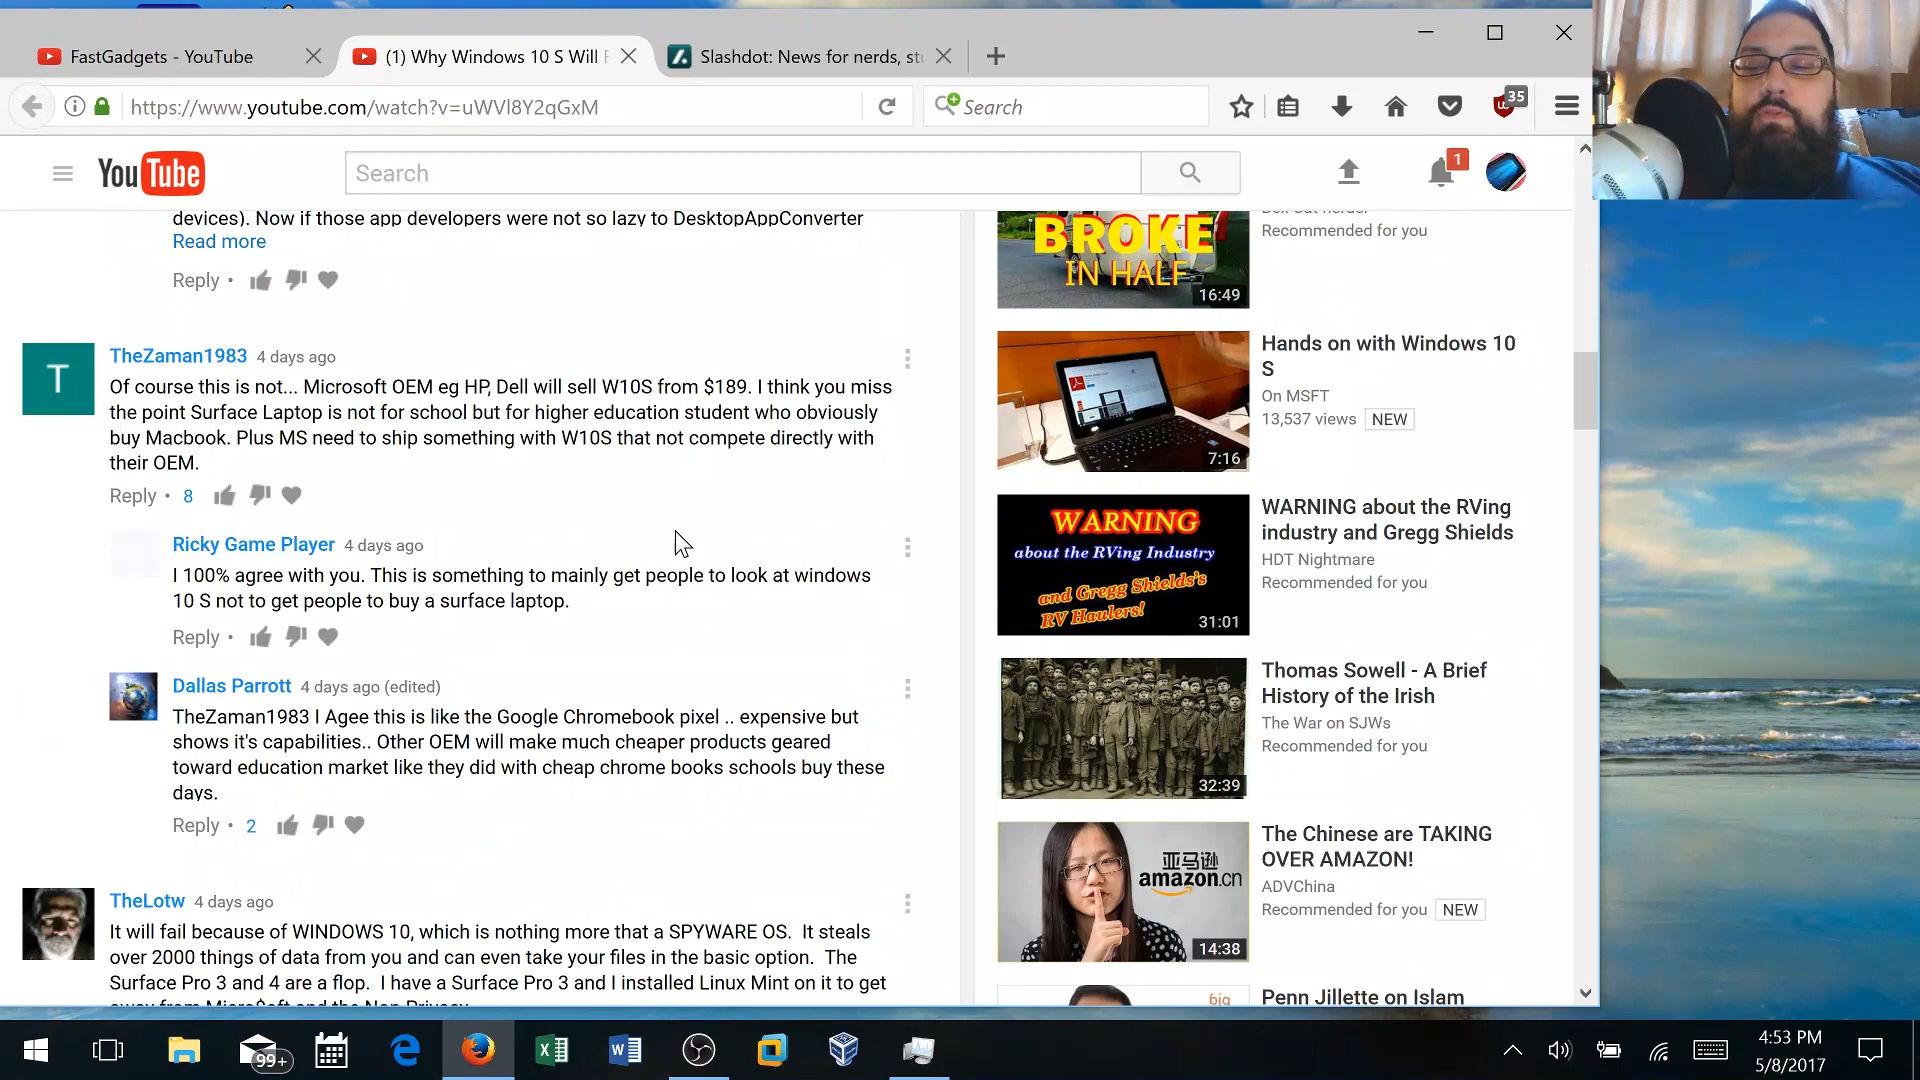 FastGadgets - YouTube
(1) Why Windows 10 S Will
Slashdot: News for nerds, st
https://www.youtube.com/watch?v=uWVl8Y2qGxM
Search
35
YouTube
Search
1
devices). Now if those app developers were not so lazy to DesktopAppConverter
Read more
Reply •
T
TheZaman1983 4 days ago
Of course this is not... Microsoft OEM eg HP, Dell will sell W10S from $189. I think you miss
the point Surface Laptop is not for school but for higher education student who obviously
buy Macbook. Plus MS need to ship something with W10S that not compete directly with
their OEM.
Reply • 8
Ricky Game Player 4 days ago
I 100% agree with you. This is something to mainly get people to look at windows
10 S not to get people to buy a surface laptop.
Reply •
Dallas Parrott 4 days ago (edited)
TheZaman1983 I Agee this is like the Google Chromebook pixel .. expensive but
shows it's capabilities.. Other OEM will make much cheaper products geared
toward education market like they did with cheap chrome books schools buy these
days.
Reply • 2
TheLotw 4 days ago
It will fail because of WINDOWS 10, which is nothing more that a SPYWARE OS. It steals
over 2000 things of data from you and can even take your files in the basic option. The
Surface Pro 3 and 4 are a flop. I have a Surface Pro 3 and I installed Linux Mint on it to get
BROKE
IN HALF
16:49
Recommended for you
7:16
Hands on with Windows 10
S
On MSFT
13,537 views NEW
WARNING
about the RVing Industry
and Gregg Shields's
RV Haulers!
31:01
WARNING about the RVing
industry and Gregg Shields
HDT Nightmare
Recommended for you
32:39
Thomas Sowell - A Brief
History of the Irish
The War on SJWs
Recommended for you
亚马逊
amazon.cn
14:38
The Chinese are TAKING
OVER AMAZON!
ADVChina
Recommended for you NEW
big
Penn Jillette on Islam
99+
4:53 PM
5/8/2017